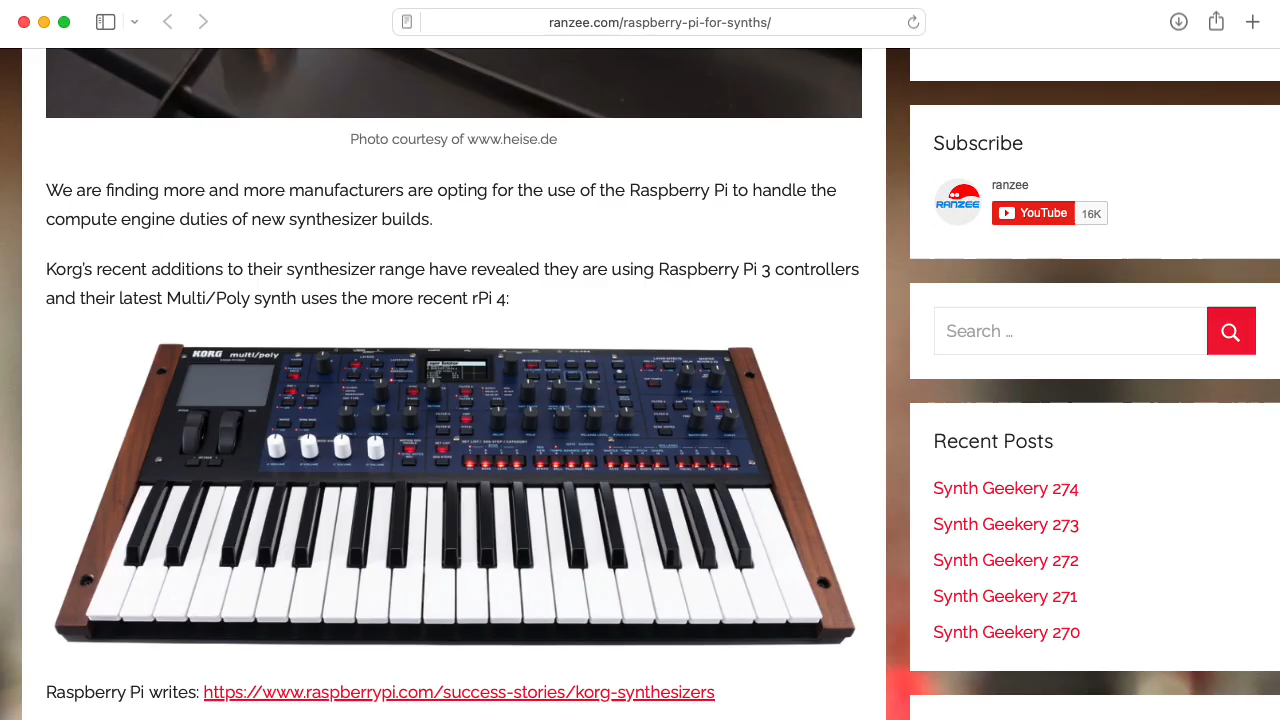 ranzee.com/raspberry-pi-for-synths/
Photo courtesy of www.heise.de
We are finding more and more manufacturers are opting for the use of the Raspberry Pi to handle the
compute engine duties of new synthesizer builds.
Korg's recent additions to their synthesizer range have revealed they are using Raspberry Pi 3 controllers
and their latest Multi/Poly synth uses the more recent rPi 4:
KORG multi/poly
Raspberry Pi writes: https://www.raspberrypi.com/success-stories/korg-synthesizers
Subscribe
RANZEE
ranzee
YouTube 16K
Search ...
Recent Posts
Synth Geekery 274
Synth Geekery 273
Synth Geekery 272
Synth Geekery 271
Synth Geekery 270